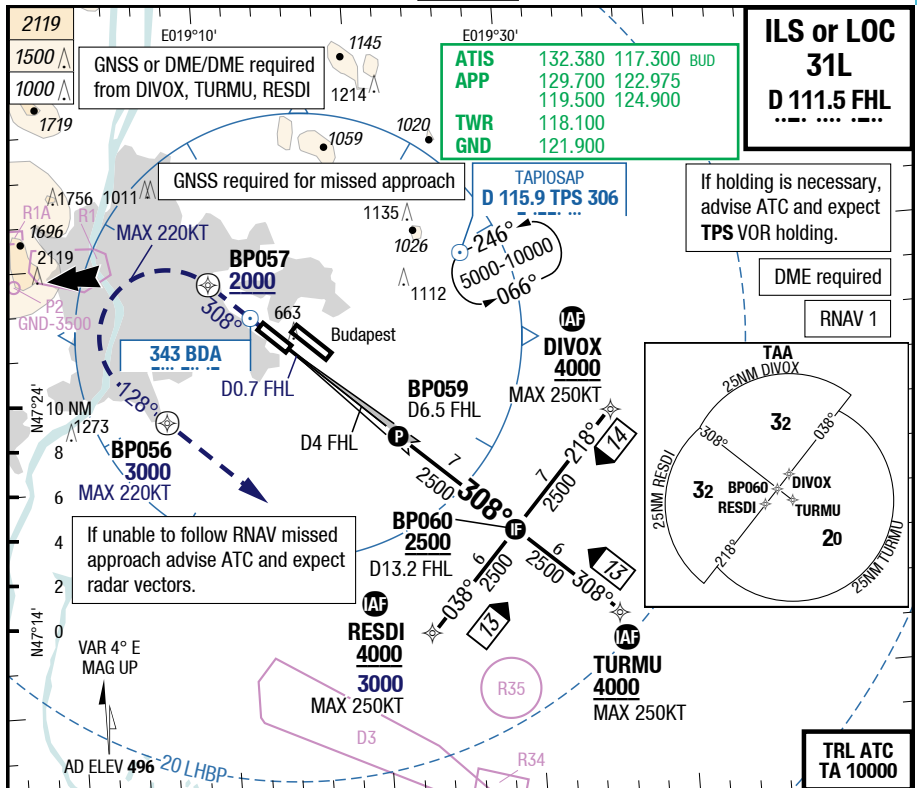 2119
1500
1000
E019°10'
E019°30'
GNSS or DME/DME required
from DIVOX, TURMU, RESDI
1145
1214
ATIS 132.380 117.300 BUD
APP 129.700 122.975
119.500 124.900
TWR 118.100
GND 121.900
ILS or LOC
31L
D 111.5 FHL
1719
1059
1020
GNSS required for missed approach
TAPIOSAP
D 115.9 TPS 306
If holding is necessary,
advise ATC and expect
TPS VOR holding.
1756
1011
R1A
R1
1696
2119
MAX 220KT
1135
1026
1112
246°
5000-10000
066°
DME required
RNAV 1
P2
GND-3500
BP057
2000
308°
663
Budapest
343 BDA
D0.7 FHL
DIVOX
IAF
4000
MAX 250KT
TAA
25NM DIVOX
32
308°
038°
25NM RESDI
32
BP060
DIVOX
RESDI
TURMU
20
218°
25NM TURMU
N47°24'
10 NM
8
6
4
2
0
N47°14'
128°
1273
BP056
3000
MAX 220KT
BP059
D6.5 FHL
P
D4 FHL
7
2500
308°
7
2500
218°
14
BP060
2500
D13.2 FHL
IF
6
2500
038°
13
6
2500
308°
13
If unable to follow RNAV missed
approach advise ATC and expect
radar vectors.
IAF
RESDI
4000
3000
MAX 250KT
IAF
TURMU
4000
MAX 250KT
VAR 4° E
MAG UP
AD ELEV 496
20 LHBP
D3
R35
R34
TRL ATC
TA 10000